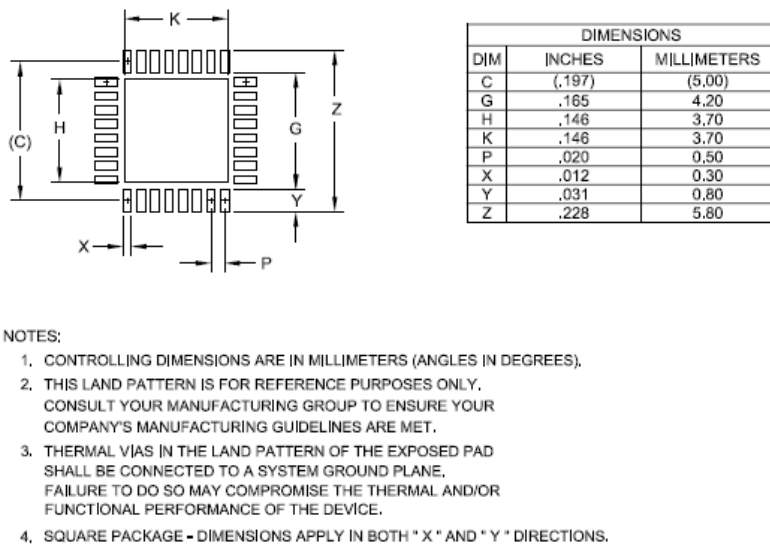 K
(C)
H
G
Z
Y
X
P
DIMENSIONS
DIM INCHES MILLIMETERS
C (.197) (5.00)
G .165 4.20
H .146 3.70
K .146 3.70
P .020 0.50
X .012 0.30
Y .031 0.80
Z .228 5.80
NOTES:
1. CONTROLLING DIMENSIONS ARE IN MILLIMETERS (ANGLES IN DEGREES).
2. THIS LAND PATTERN IS FOR REFERENCE PURPOSES ONLY.
CONSULT YOUR MANUFACTURING GROUP TO ENSURE YOUR
COMPANY'S MANUFACTURING GUIDELINES ARE MET.
3. THERMAL VIAS IN THE LAND PATTERN OF THE EXPOSED PAD
SHALL BE CONNECTED TO A SYSTEM GROUND PLANE.
FAILURE TO DO SO MAY COMPROMISE THE THERMAL AND/OR
FUNCTIONAL PERFORMANCE OF THE DEVICE.
4. SQUARE PACKAGE - DIMENSIONS APPLY IN BOTH " X " AND " Y " DIRECTIONS.